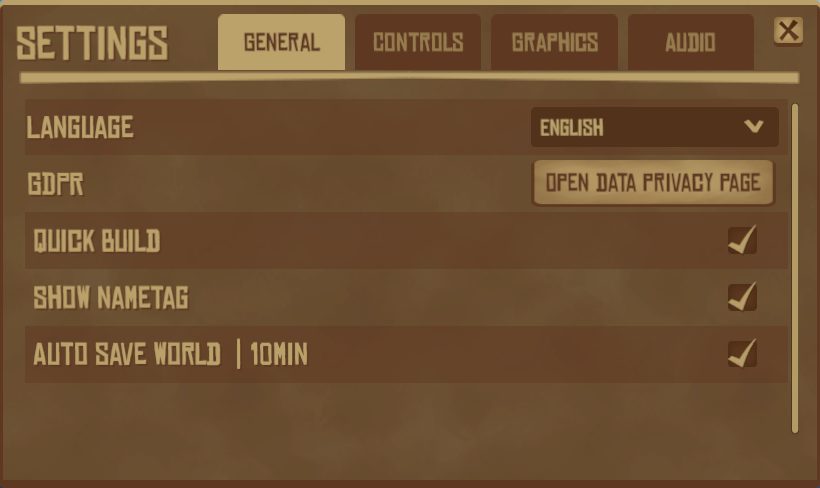 SETTINGS
GENERAL
CONTROLS
GRAPHICS
AUDIO
LANGUAGE
ENGLISH
GDPR
OPEN DATA PRIVACY PAGE
QUICK BUILD
SHOW NAMETAG
AUTO SAVE WORLD | 10MIN